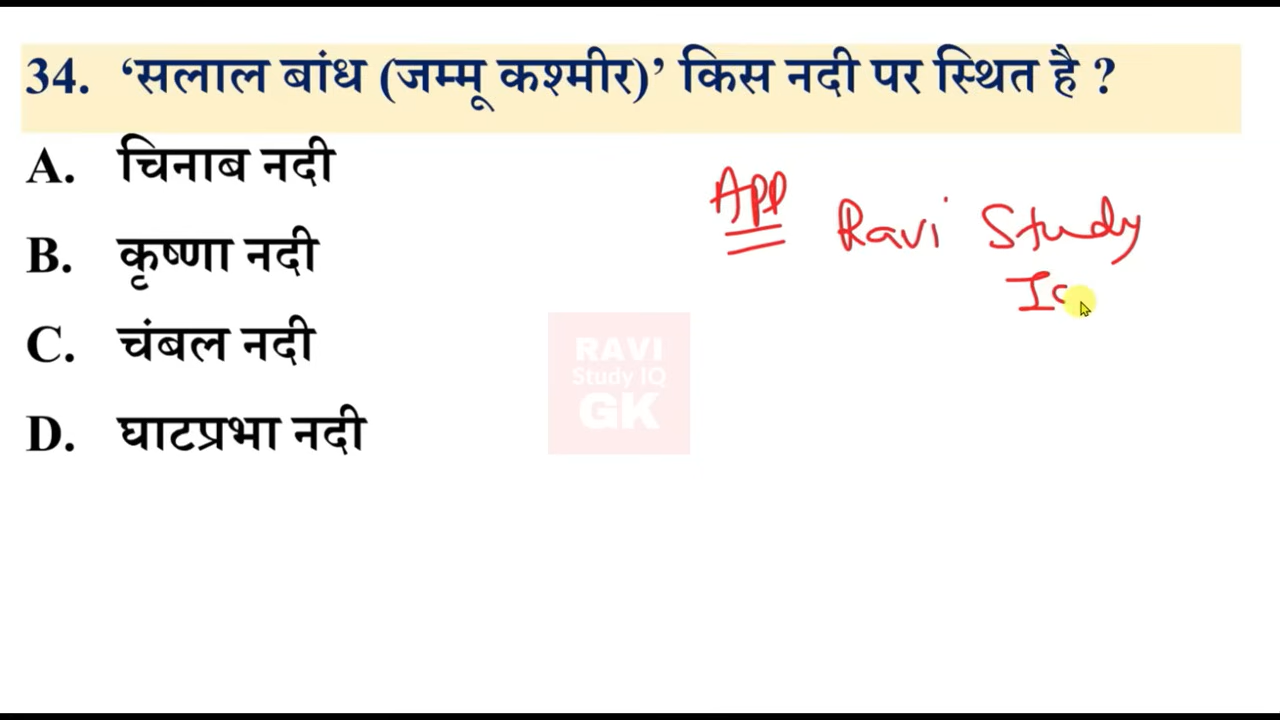 34. ‘सलाल बांध (जम्मू कश्मीर)’ किस नदी पर स्थित है ?
A. चिनाब नदी
B. कृष्णा नदी
C. चंबल नदी
D. घाटप्रभा नदी
App Ravi Study
RAVI
Study IQ
GK